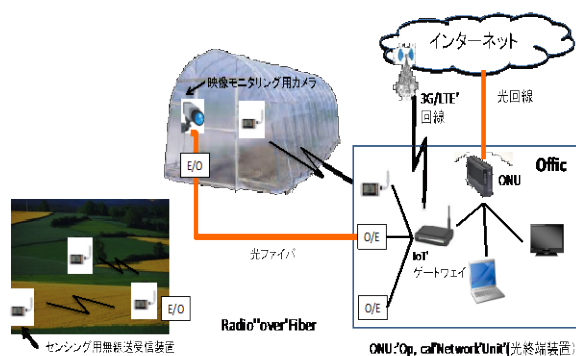 インターネット
映像モニタリング用カメラ
3G/LTE'
回線
光回線
E/O
Offic
ONU
O/E
IoT'
ゲートウェイ
光ファイバ
E/O
O/E
Radio''over'Fiber
センシング用無線送受信装置
ONU:'Op, cal'Network'Unit'(光終端装置)